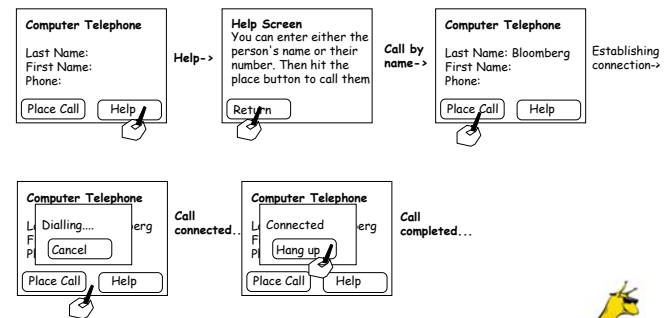 Computer Telephone
Last Name:
First Name:
Phone:
Place Call
Help
Help->
Help Screen
You can enter either the
person's name or their
number. Then hit the
place button to call them
Return
Call by
name->
Computer Telephone
Last Name: Bloomberg
First Name:
Phone:
Place Call
Help
Establishing
connection->
Computer Telephone
Dialling....
erg
Cancel
Place Call
Help
Call
connected..
Computer Telephone
Connected
erg
Hang up
Place Call
Help
Call
completed...